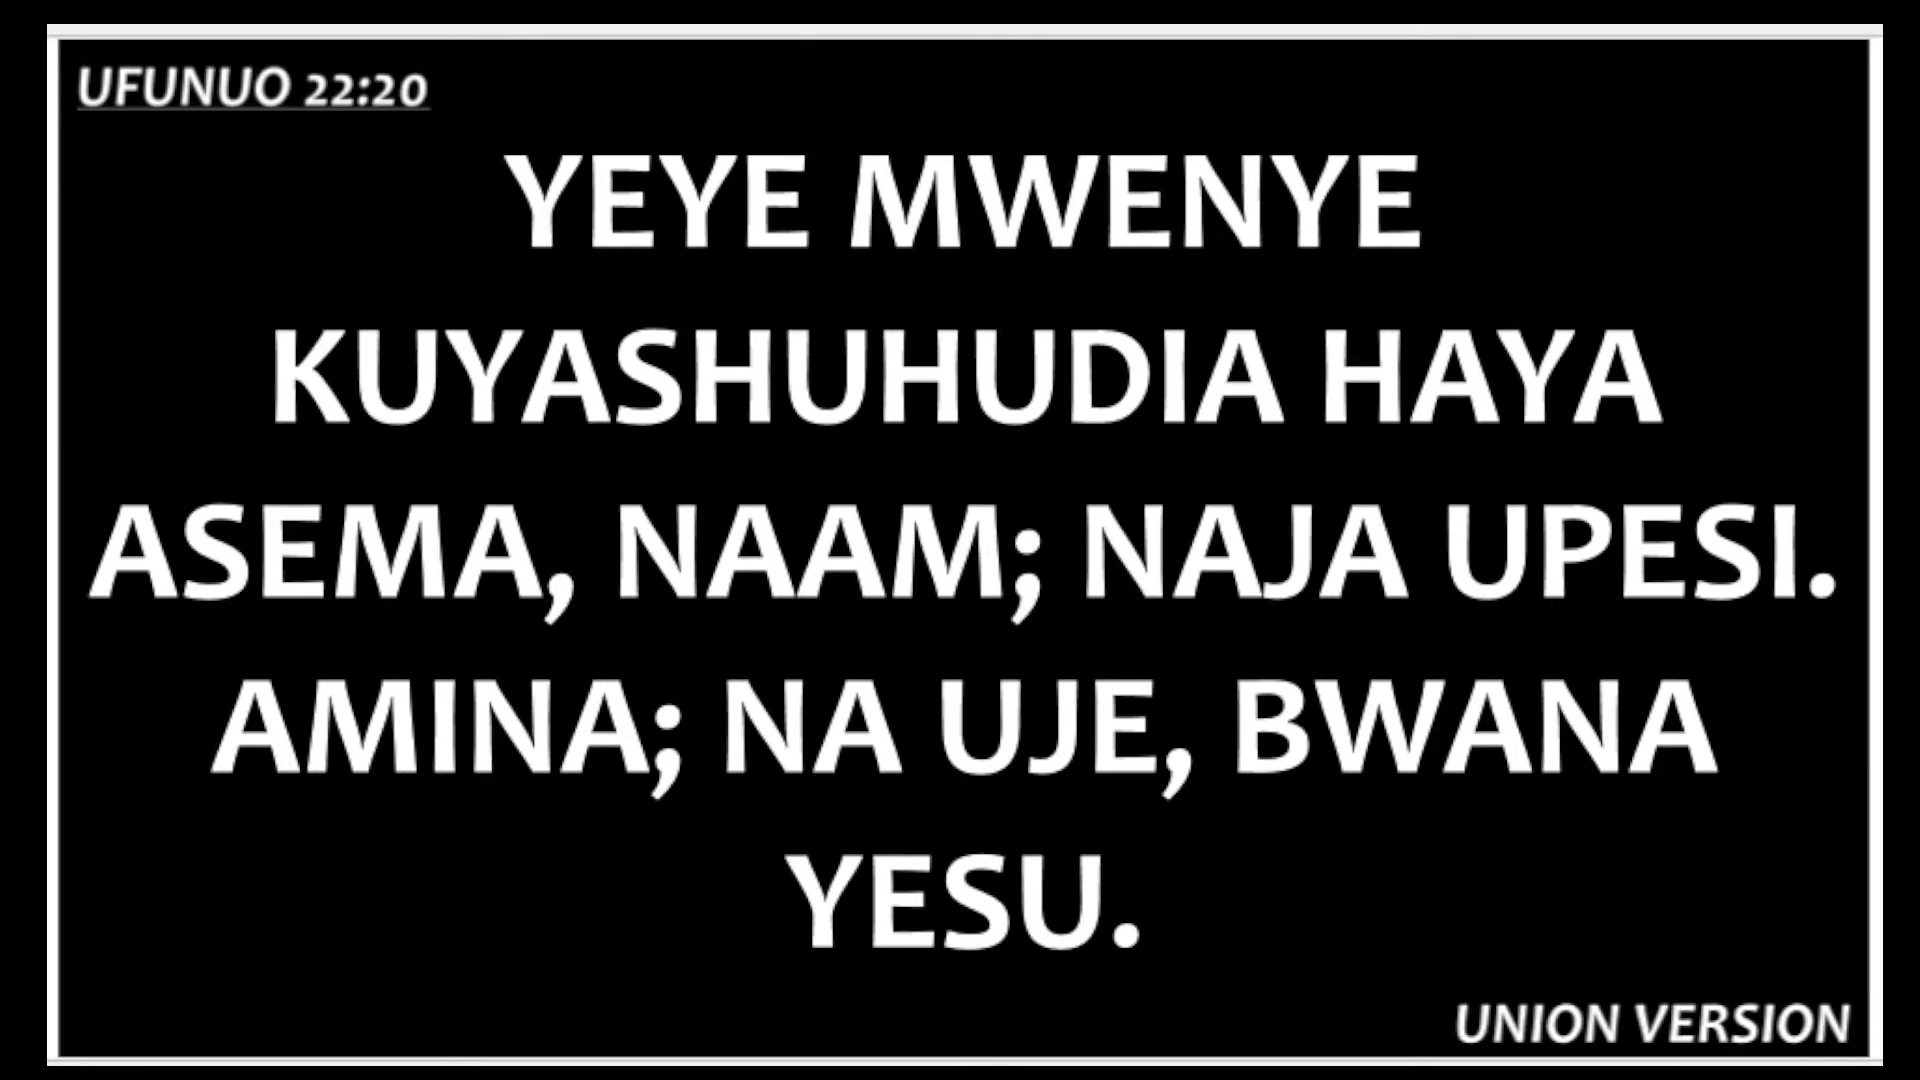 UFUNUO 22:20
YEYE MWENYE
KUYASHUHUDIA HAYA
ASEMA, NAAM; NAJA UPESI.
AMINA; NA UJE, BWANA
YESU.
UNION VERSION